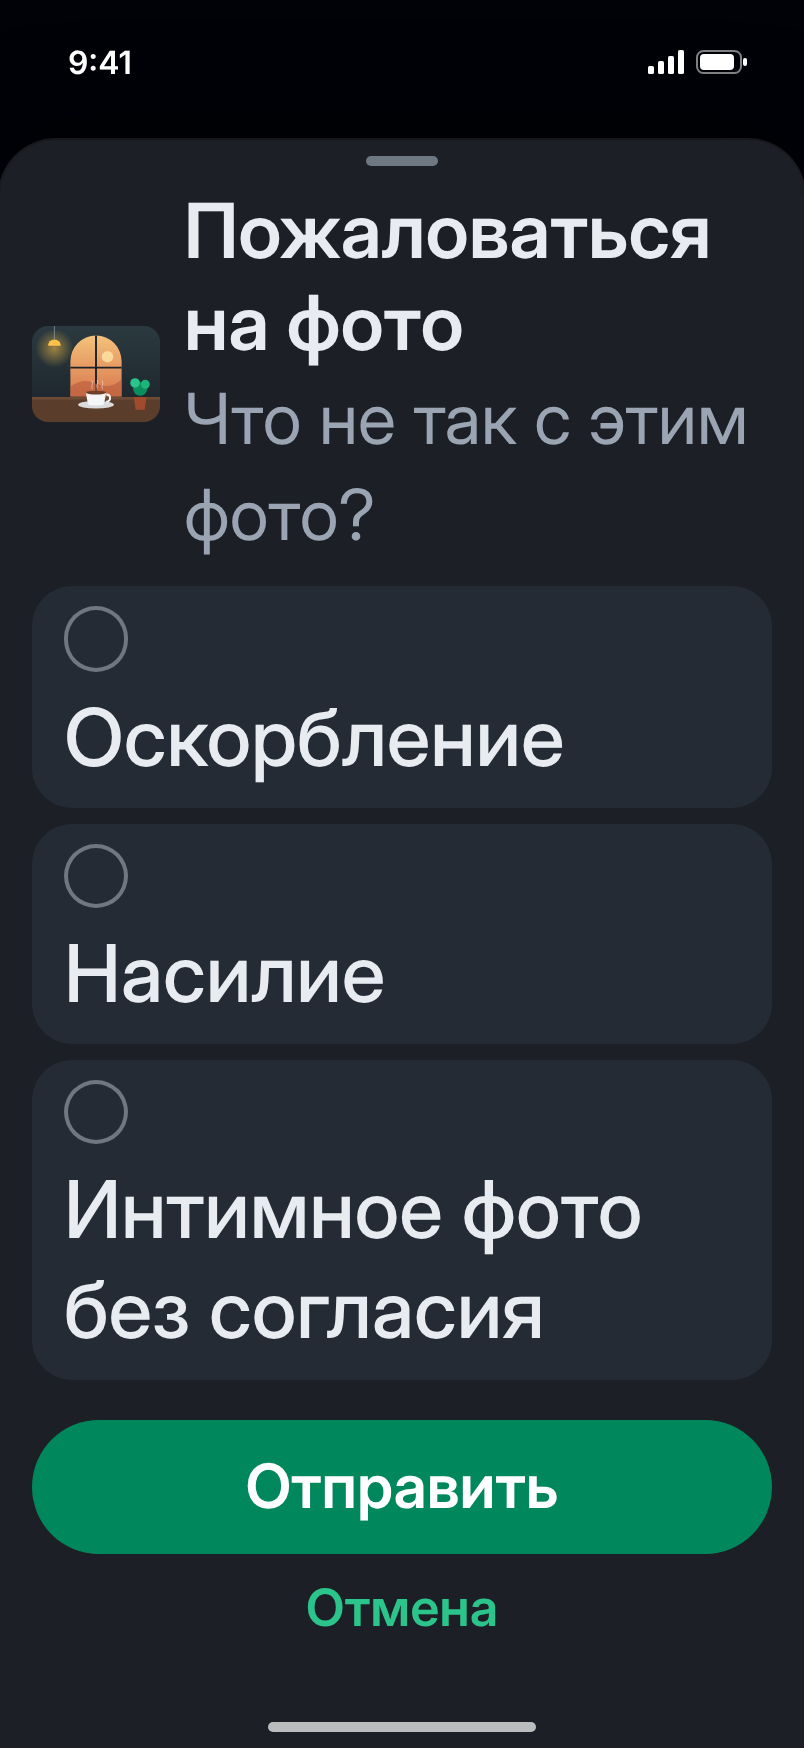 9:41
Пожаловаться
на фото
Что не так с этим
фото?
Оскорбление
Насилие
Интимное фото
без согласия
Отправить
Отмена